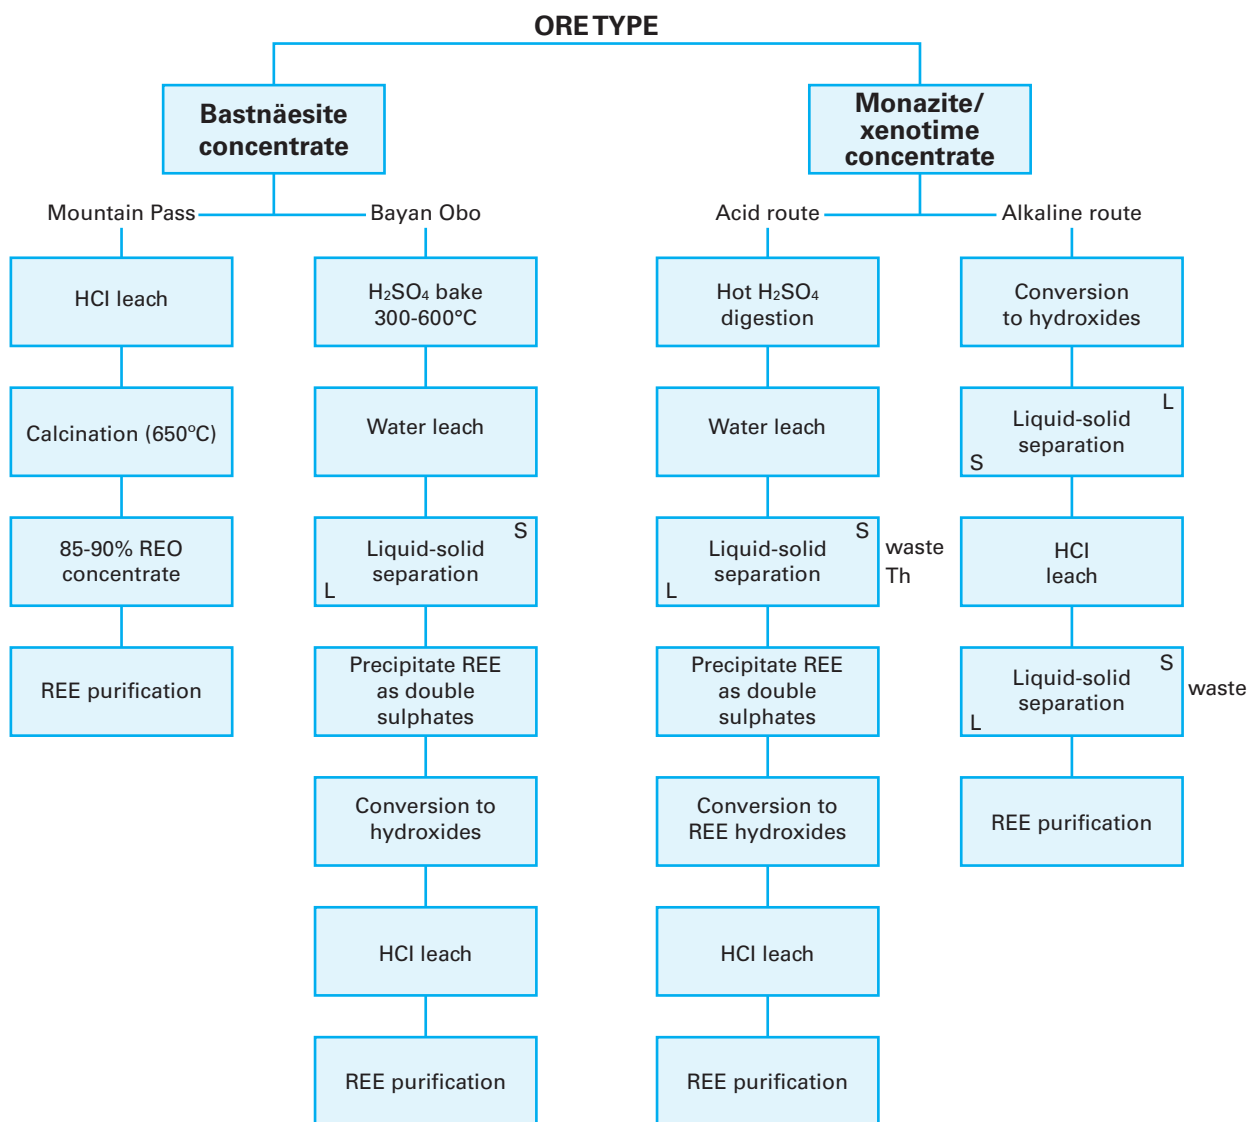 ORE TYPE
Bastnäesite
concentrate
Monazite/
xenotime
concentrate
Mountain Pass
Bayan Obo
Acid route
Alkaline route
HCl leach
Calcination (650ºC)
85-90% REO
concentrate
REE purification
H₂SO₄ bake
300-600°C
Water leach
S
Liquid-solid
separation
L
Precipitate REE
as double
sulphates
Conversion to
hydroxides
HCl leach
REE purification
Hot H₂SO₄
digestion
Water leach
S
Liquid-solid
separation
L
waste
Th
Precipitate REE
as double
sulphates
Conversion to
REE hydroxides
HCl leach
REE purification
Conversion
to hydroxides
L
Liquid-solid
separation
S
HCl
leach
S
Liquid-solid
separation
L
waste
REE purification